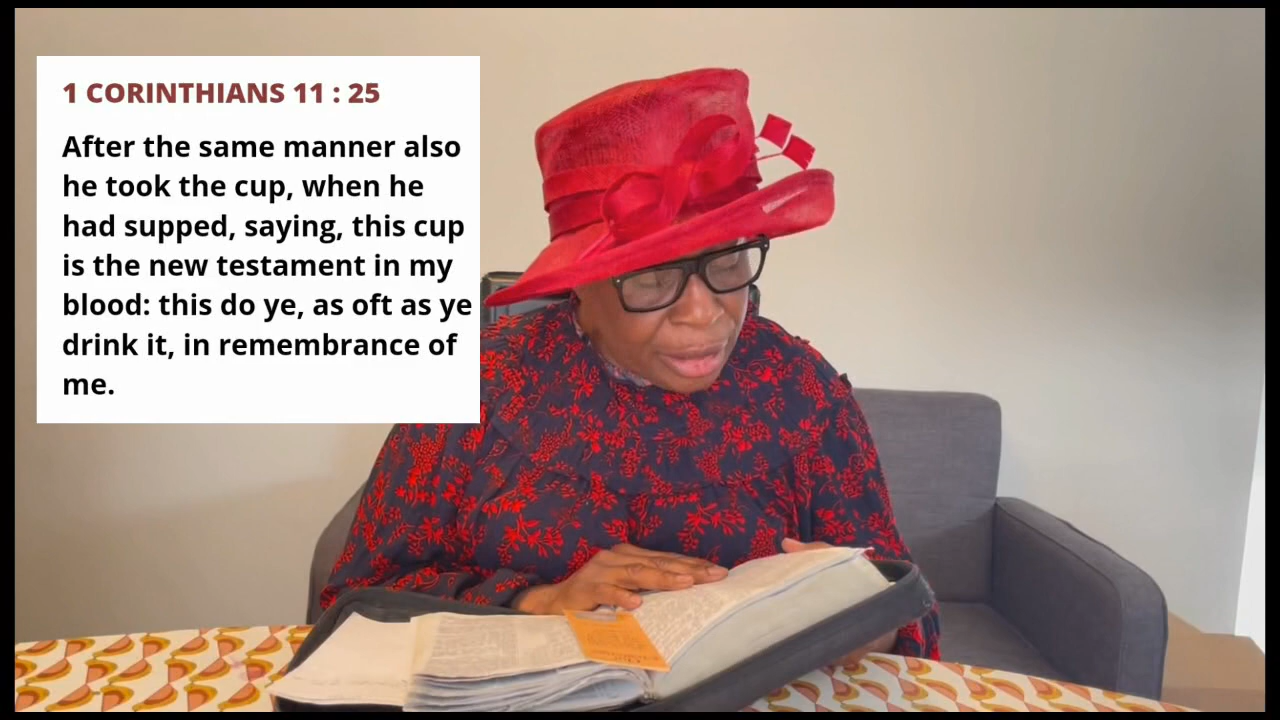 1 CORINTHIANS 11 : 25
After the same manner also
he took the cup, when he
had supped, saying, this cup
is the new testament in my
blood: this do ye, as oft as ye
drink it, in remembrance of
me.